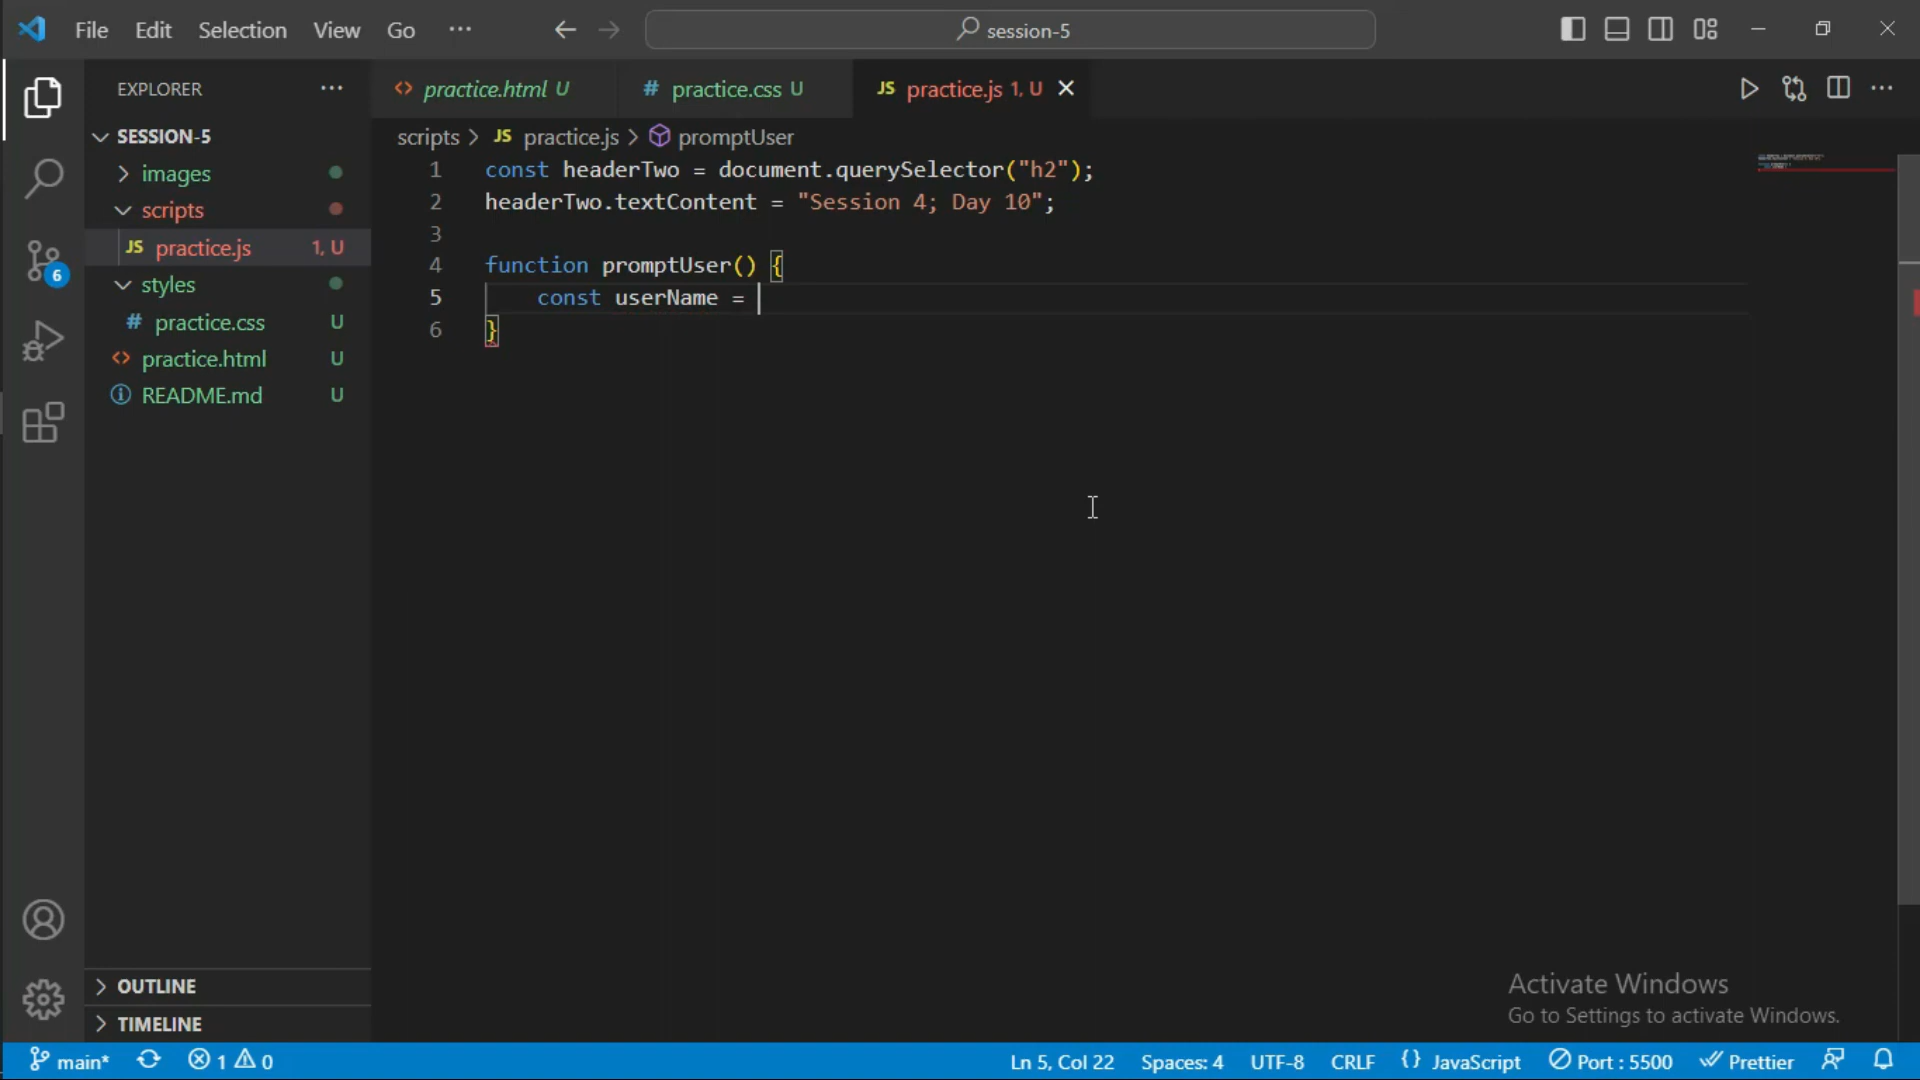 File Edit Selection View Go ··· session-5
EXPLORER ··· practice.html U # practice.css U JS practice.js 1, U
SESSION-5 scripts > JS practice.js > promptUser
images
scripts
JS practice.js 1, U
styles
# practice.css U
practice.html U
README.md U
1 const headerTwo = document.querySelector("h2");
2 headerTwo.textContent = "Session 4; Day 10";
3
4 function promptUser() {
5 const userName =
6 }
6
OUTLINE
TIMELINE
Activate Windows
Go to Settings to activate Windows.
main* 1 0 Ln 5, Col 22 Spaces: 4 UTF-8 CRLF {} JavaScript Port : 5500 Prettier